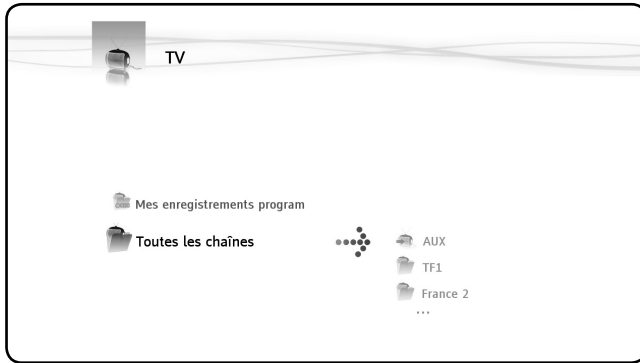 TV
Mes enregistrements program
Toutes les chaînes
AUX
TF1
France 2
...